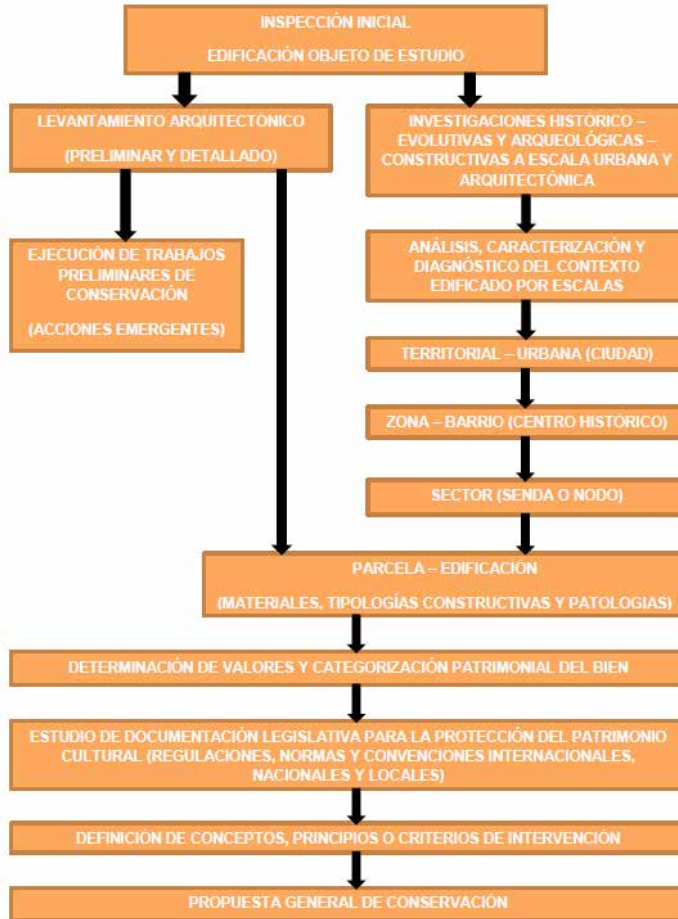 INSPECCIÓN INICIAL
EDIFICACIÓN OBJETO DE ESTUDIO
LEVANTAMIENTO ARQUITECTÓNICO
(PRELIMINAR Y DETALLADO)
INVESTIGACIONES HISTÓRICO –
EVOLUTIVAS Y ARQUEOLÓGICAS –
CONSTRUCTIVAS A ESCALA URBANA Y
ARQUITECTÓNICA
EJECUCIÓN DE TRABAJOS
PRELIMINARES DE
CONSERVACIÓN
(ACCIONES EMERGENTES)
ANÁLISIS, CARACTERIZACIÓN Y
DIAGNÓSTICO DEL CONTEXTO
EDIFICADO POR ESCALAS
TERRITORIAL – URBANA (CIUDAD)
ZONA – BARRIO (CENTRO HISTÓRICO)
SECTOR (SENDA O NODO)
PARCELA – EDIFICACIÓN
(MATERIALES, TIPOLOGÍAS CONSTRUCTIVAS Y PATOLOGIAS)
DETERMINACIÓN DE VALORES Y CATEGORIZACIÓN PATRIMONIAL DEL BIEN
ESTUDIO DE DOCUMENTACIÓN LEGISLATIVA PARA LA PROTECCIÓN DEL PATRIMONIO
CULTURAL (REGULACIONES, NORMAS Y CONVENCIONES INTERNACIONALES,
NACIONALES Y LOCALES)
DEFINICIÓN DE CONCEPTOS, PRINCIPIOS O CRITERIOS DE INTERVENCIÓN
PROPUESTA GENERAL DE CONSERVACIÓN